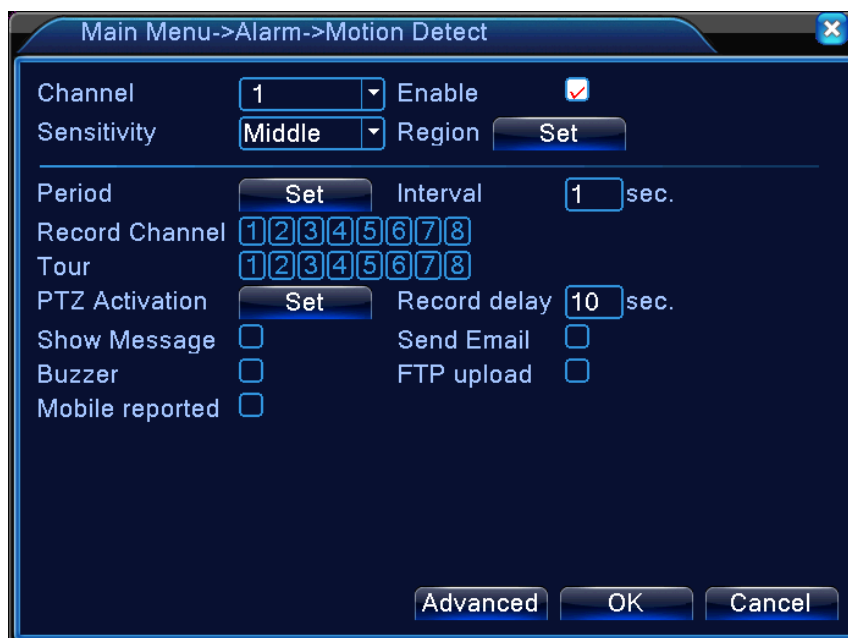 Main Menu->Alarm->Motion Detect
Channel 1 Enable
Sensitivity Middle Region Set
Period Set Interval 1 sec.
Record Channel 1 2 3 4 5 6 7 8
Tour 1 2 3 4 5 6 7 8
PTZ Activation Set Record delay 10 sec.
Show Message Send Email
Buzzer FTP upload
Mobile reported
Advanced OK Cancel